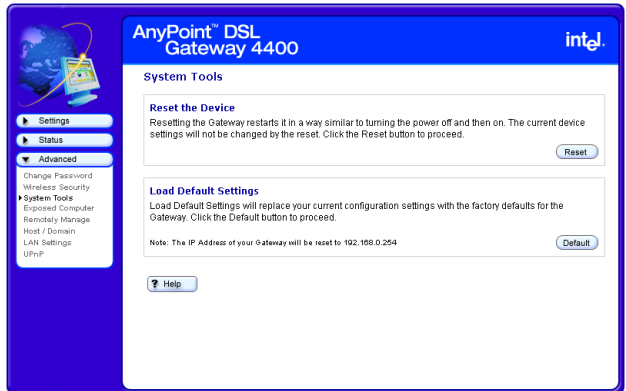 AnyPoint™ DSL
Gateway 4400
intel.
Settings
Status
Advanced
Change Password
Wireless Security
System Tools
Exposed Computer
Remotely Manage
Host / Domain
LAN Settings
UPnP
System Tools
Reset the Device
Resetting the Gateway restarts it in a way similar to turning the power off and then on. The current device
settings will not be changed by the reset. Click the Reset button to proceed.
Reset
Load Default Settings
Load Default Settings will replace your current configuration settings with the factory defaults for the
Gateway. Click the Default button to proceed.
Note: The IP Address of your Gateway will be reset to 192.168.0.254
Default
? Help